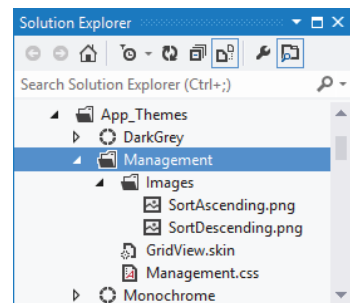 Solution Explorer
Search Solution Explorer (Ctrl+;)
App_Themes
DarkGrey
Management
Images
SortAscending.png
SortDescending.png
GridView.skin
Management.css
Monochrome